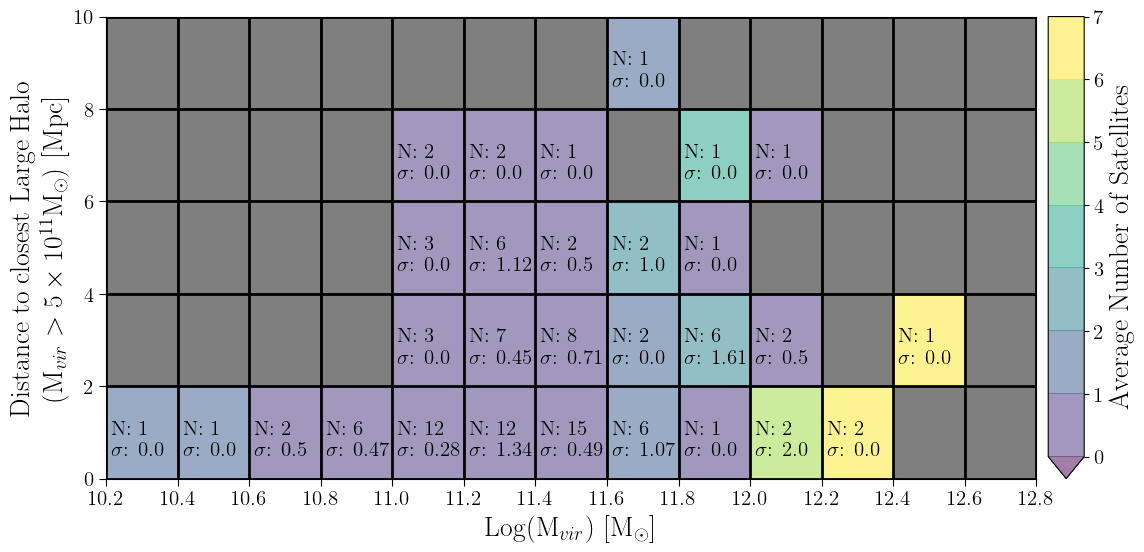 Distance to closest Large Halo
(M_vir > 5 × 10^11 M_⊙) [Mpc]
10
8
6
4
2
0
N: 1
σ: 0.0
N: 2
σ: 0.0
N: 2
σ: 0.0
N: 1
σ: 0.0
N: 1
σ: 0.0
N: 1
σ: 0.0
N: 3
σ: 0.0
N: 6
σ: 1.12
N: 2
σ: 0.5
N: 2
σ: 1.0
N: 1
σ: 0.0
N: 3
σ: 0.0
N: 7
σ: 0.45
N: 8
σ: 0.71
N: 2
σ: 0.0
N: 6
σ: 1.61
N: 2
σ: 0.5
N: 1
σ: 0.0
N: 1
σ: 0.0
N: 1
σ: 0.0
N: 2
σ: 0.5
N: 6
σ: 0.47
N: 12
σ: 0.28
N: 12
σ: 1.34
N: 15
σ: 0.49
N: 6
σ: 1.07
N: 1
σ: 0.0
N: 2
σ: 2.0
N: 2
σ: 0.0
10.2 10.4 10.6 10.8 11.0 11.2 11.4 11.6 11.8 12.0 12.2 12.4 12.6 12.8
Log(M_vir) [M_⊙]
7
6
5
4
3
2
1
0
Average Number of Satellites